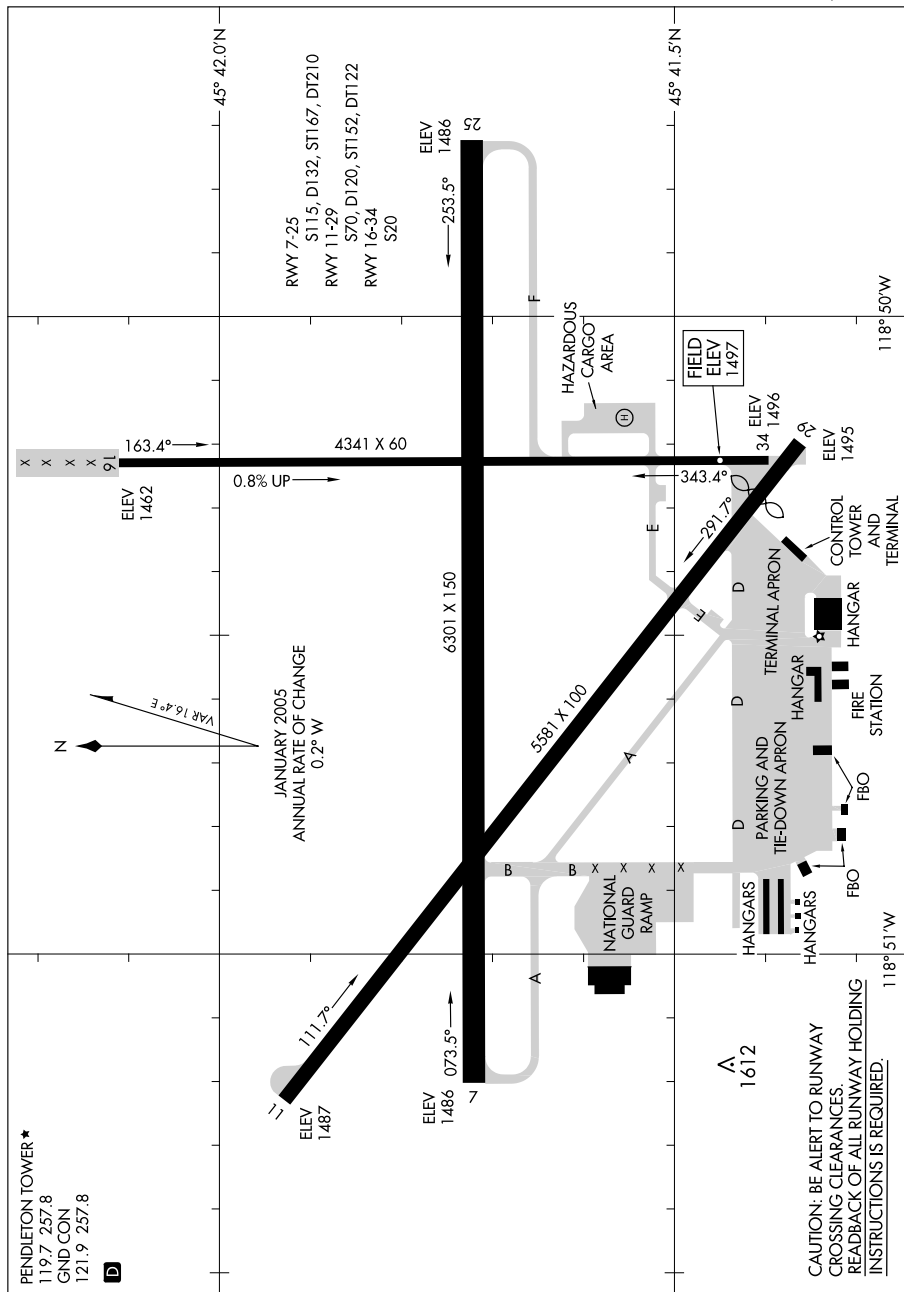 PENDLETON TOWER ★
119.7 257.8
GND CON
121.9 257.8
D
N
VAR 16.4° E
JANUARY 2005
ANNUAL RATE OF CHANGE
0.2° W
RWY 7-25
S115, D132, ST167, DT210
RWY 11-29
S70, D120, ST152, DT122
RWY 16-34
S20
45° 42.0'N
45° 41.5'N
X
X
X
X
16
163.4°
ELEV
1462
0.8% UP
4341 X 60
ELEV
1486
25
253.5°
6301 X 150
11
111.7°
ELEV
1487
ELEV
1486
7
073.5°
5581 X 100
A
A
B
B
X
X
X
X
NATIONAL
GUARD
RAMP
F
HAZARDOUS
CARGO
AREA
H
E
E
291.7°
343.4°
FIELD
ELEV
1497
34
ELEV
1496
29
ELEV
1495
D
D
D
TERMINAL APRON
PARKING AND
TIE-DOWN APRON
CONTROL
TOWER
AND
TERMINAL
HANGAR
HANGAR
FIRE
STATION
FBO
FBO
HANGARS
HANGARS
118° 50'W
118° 51'W
1612
CAUTION: BE ALERT TO RUNWAY
CROSSING CLEARANCES.
READBACK OF ALL RUNWAY HOLDING
INSTRUCTIONS IS REQUIRED.